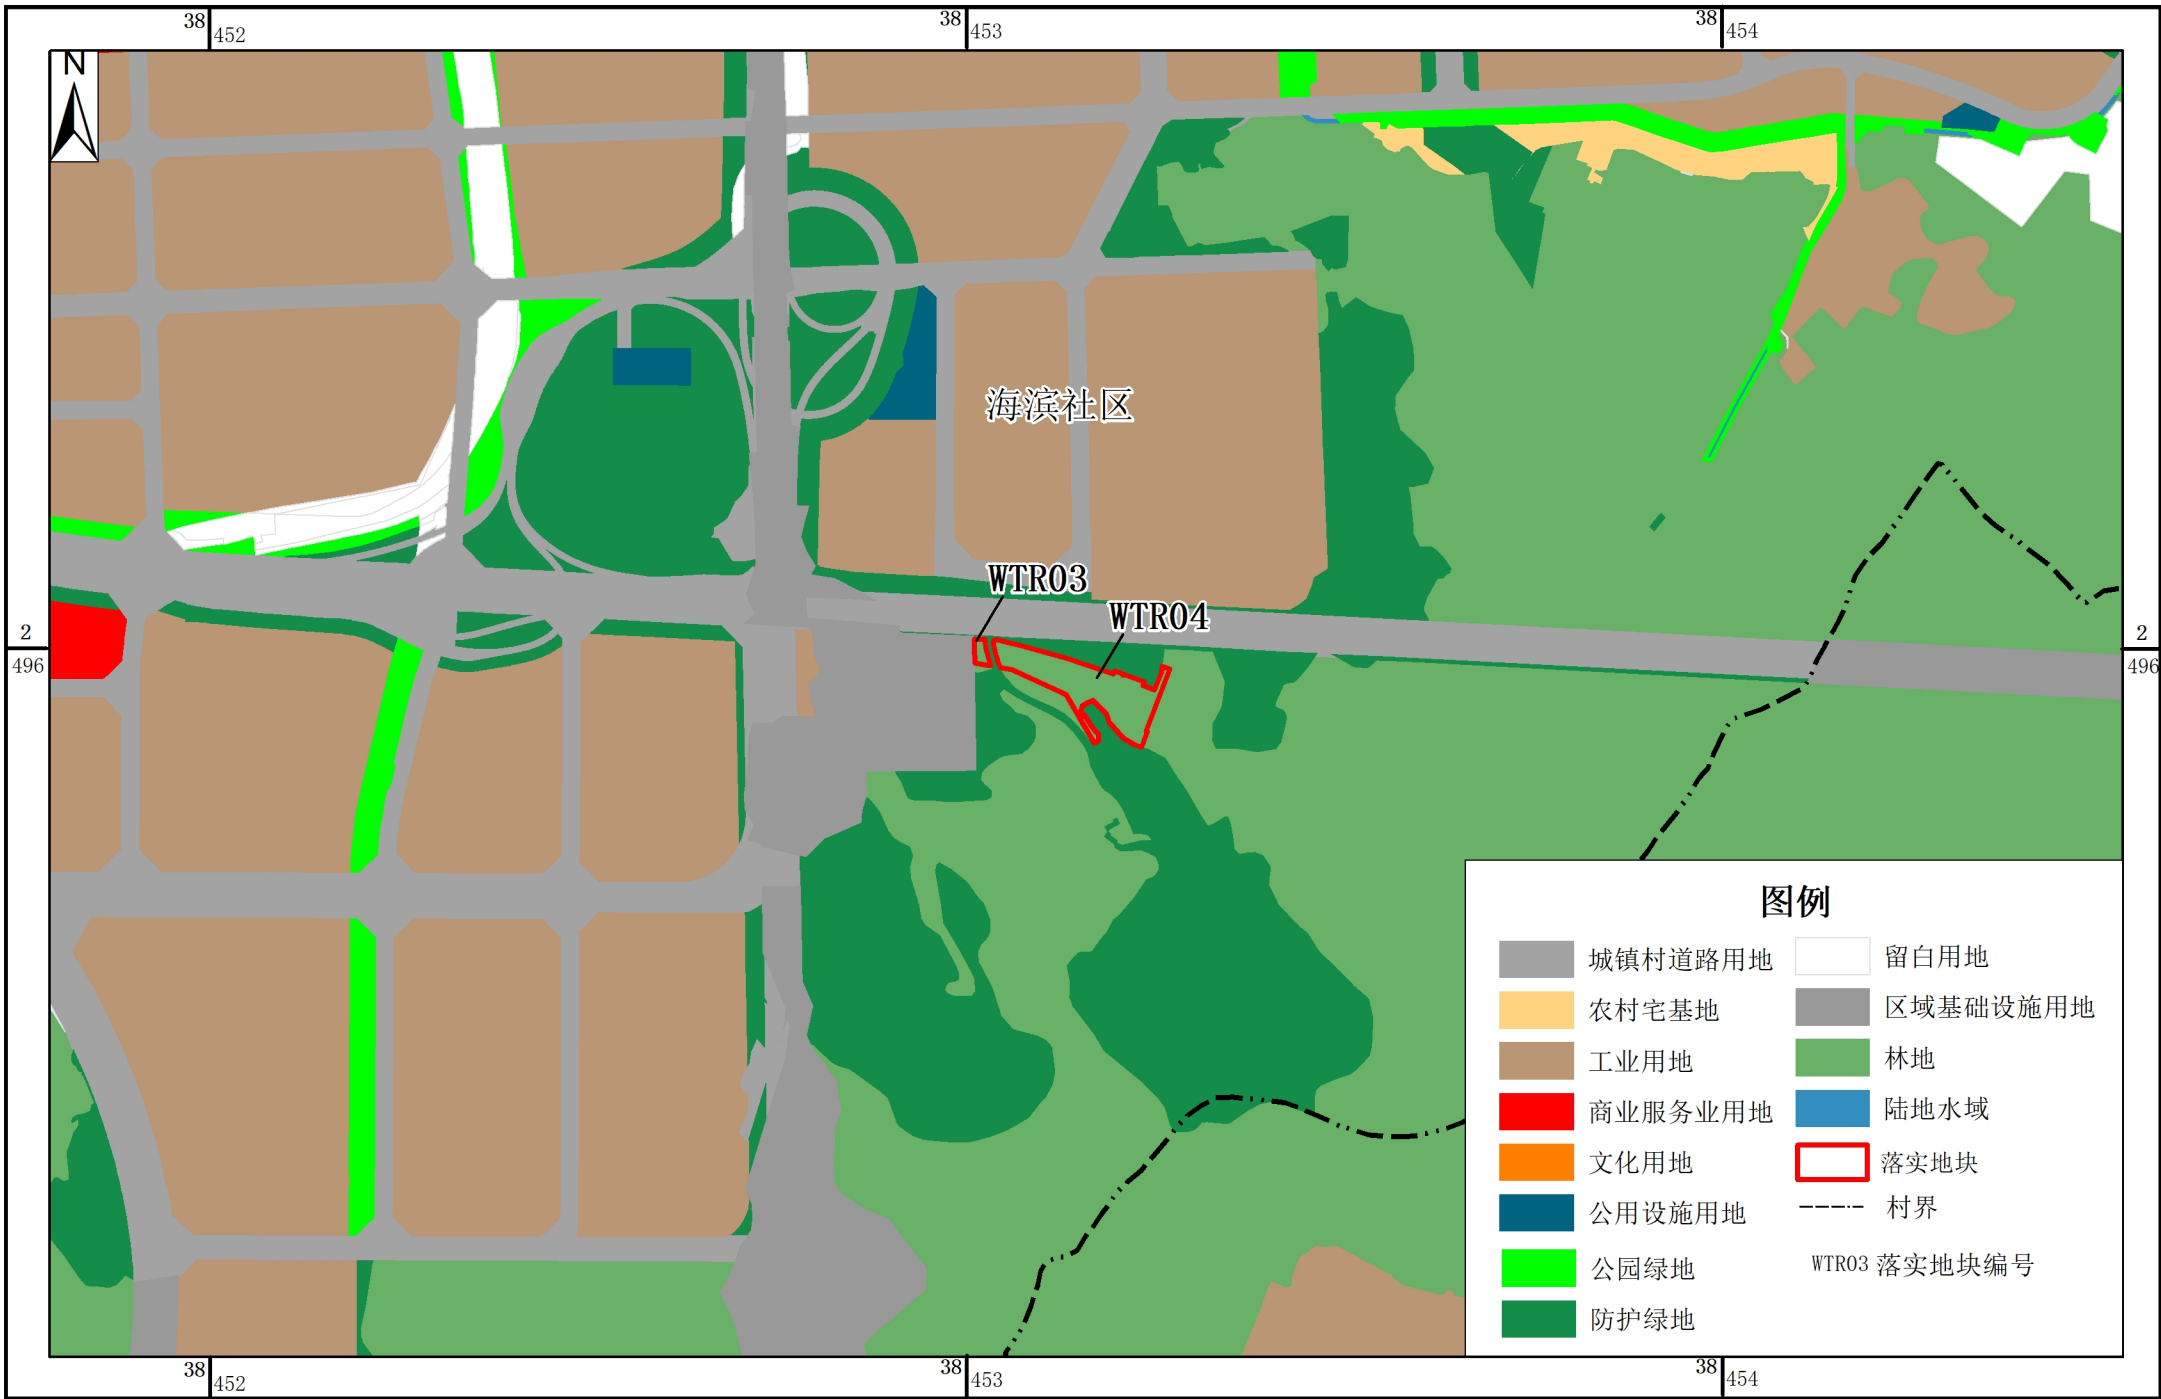 38 452
38 453
38 454
N
海滨社区
WTR03
WTR04
2
496
2
496
图例
城镇村道路用地
留白用地
农村宅基地
区域基础设施用地
工业用地
林地
商业服务业用地
陆地水域
文化用地
落实地块
公用设施用地
村界
公园绿地
WTR03 落实地块编号
防护绿地
38 452
38 453
38 454